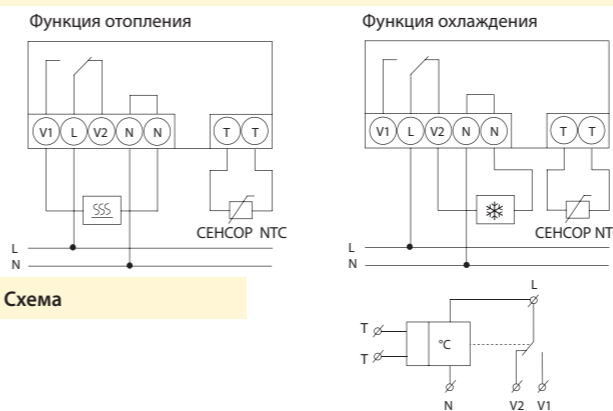 Функция отопления
V1 L V2 N N T T
СЕНСОР NTC
L
N
Функция охлаждения
V1 L V2 N N T T
СЕНСОР NT
L
N
Схема
L
T
T
°C
N V2 V1